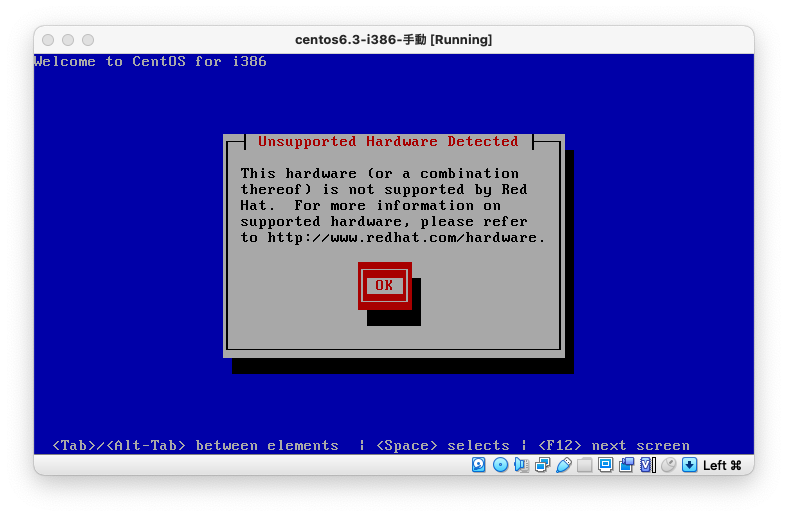 centos6.3-i386-手動 [Running]
Welcome to CentOS for i386
Unsupported Hardware Detected
This hardware (or a combination
thereof) is not supported by Red
Hat.  For more information on
supported hardware, please refer
to http://www.redhat.com/hardware.
OK
<Tab>/<Alt-Tab> between elements  | <Space> selects | <F12> next screen
Left ⌘